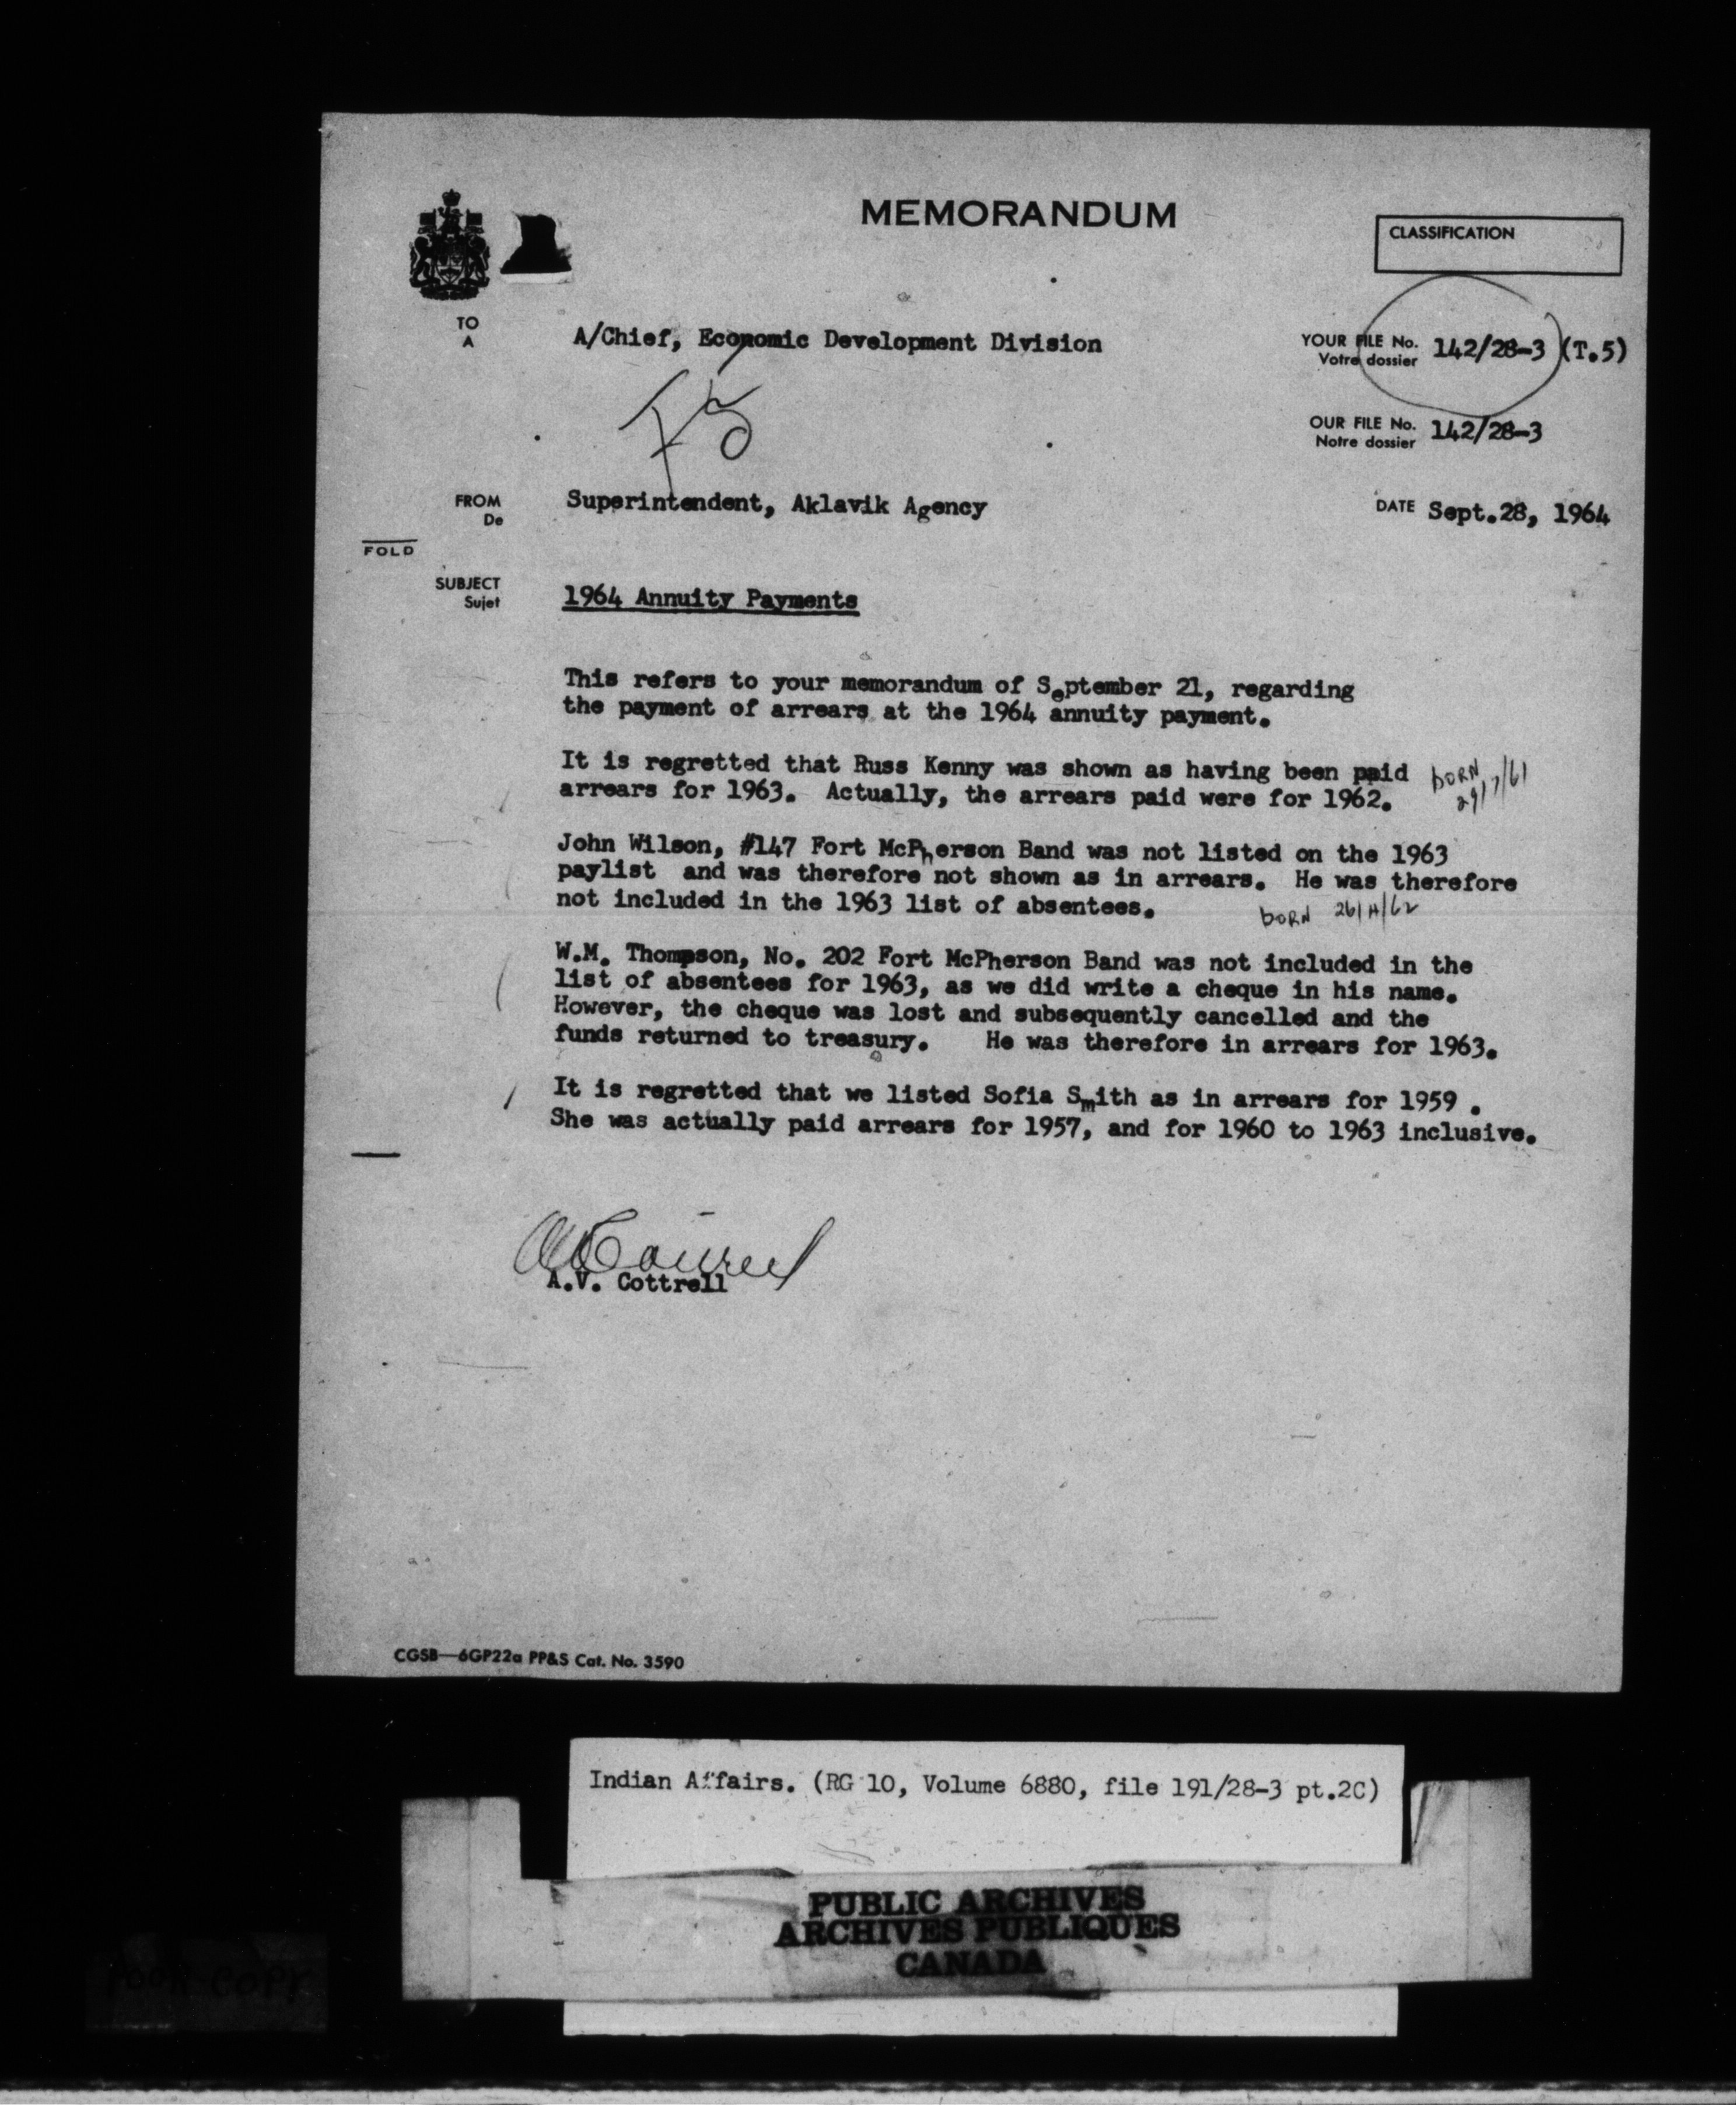 MEMORANDUM
CLASSIFICATION
TO
A
A/Chief, Economic Development Division
YOUR FILE No.
Votre dossier
142/28-3 (T.5)
OUR FILE No.
Notre dossier
142/28-3
FROM
De
Superintendent, Aklavik Agency
DATE Sept.28, 1964
FOLD
SUBJECT
Sujet
1964 Annuity Payments
This refers to your memorandum of September 21, regarding
the payment of arrears at the 1964 annuity payment.
It is regretted that Russ Kenny was shown as having been paid
arrears for 1963. Actually, the arrears paid were for 1962.
BORN
29/7/61
John Wilson, #147 Fort McPherson Band was not listed on the 1963
paylist and was therefore not shown as in arrears. He was therefore
not included in the 1963 list of absentees.
BORN
W.M. Thompson, No. 202 Fort McPherson Band was not included in the
list of absentees for 1963, as we did write a cheque in his name.
However, the cheque was lost and subsequently cancelled and the
funds returned to treasury. He was therefore in arrears for 1963.
It is regretted that we listed Sofia Smith as in arrears for 1959 .
She was actually paid arrears for 1957, and for 1960 to 1963 inclusive.
A.V. Cottrell
CGSB—6GP22a PP&S Cat. No. 3590
Indian Affairs. (RG 10, Volume 6880, file 191/28-3 pt.2C)
PUBLIC ARCHIVES
ARCHIVES PUBLIQUES
CANADA
POOR COPY